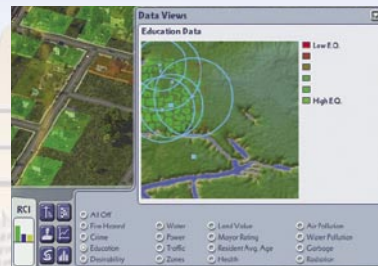 Data Views
Education Data
Low E.Q.
High E.Q.
RCI
All Off
Fire Hazard
Crime
Education
Desirability
Water
Power
Traffic
Zones
Land Value
Mayor Rating
Resident Avg. Age
Health
Air Pollution
Water Pollution
Garbage
Radiation